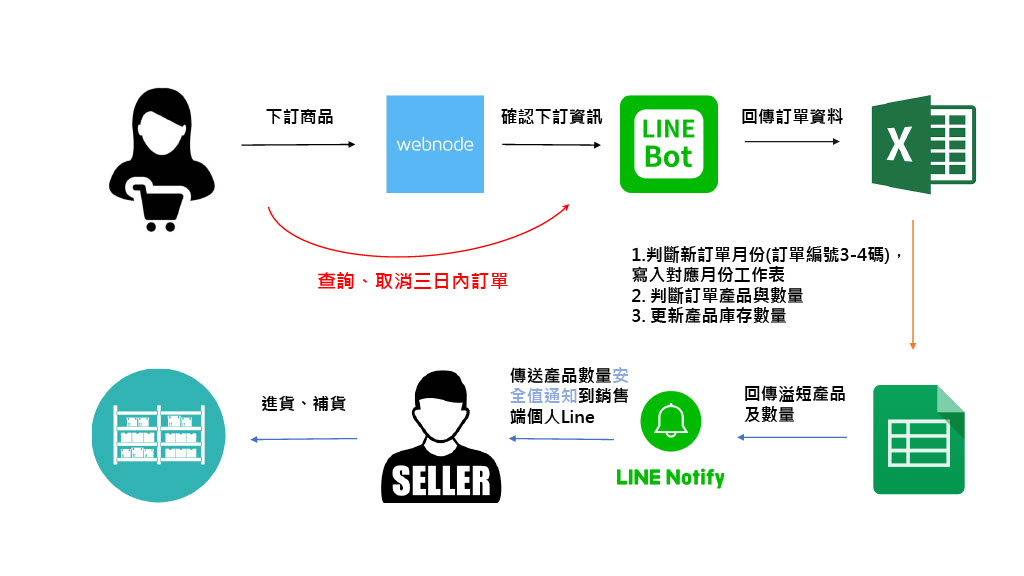 下訂商品
webnode
確認下訂資訊
LINE
Bot
回傳訂單資料
X
查詢、取消三日內訂單
1.判斷新訂單月份(訂單編號3-4碼)，
寫入對應月份工作表
2. 判斷訂單產品與數量
3. 更新產品庫存數量
進貨、補貨
SELLER
傳送產品數量安
全值通知到銷售
端個人Line
LINE Notify
回傳溢短產品
及數量